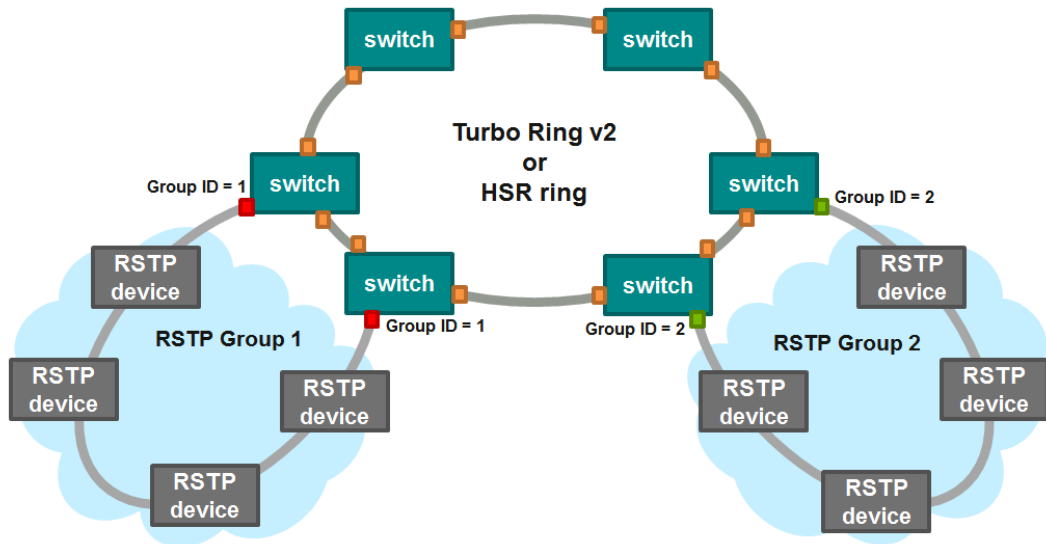 switch
switch
Turbo Ring v2
or
HSR ring
switch
switch
Group ID = 1
Group ID = 2
RSTP
device
RSTP
device
switch
switch
Group ID = 1
Group ID = 2
RSTP Group 1
RSTP Group 2
RSTP
device
RSTP
device
RSTP
device
RSTP
device
RSTP
device
RSTP
device